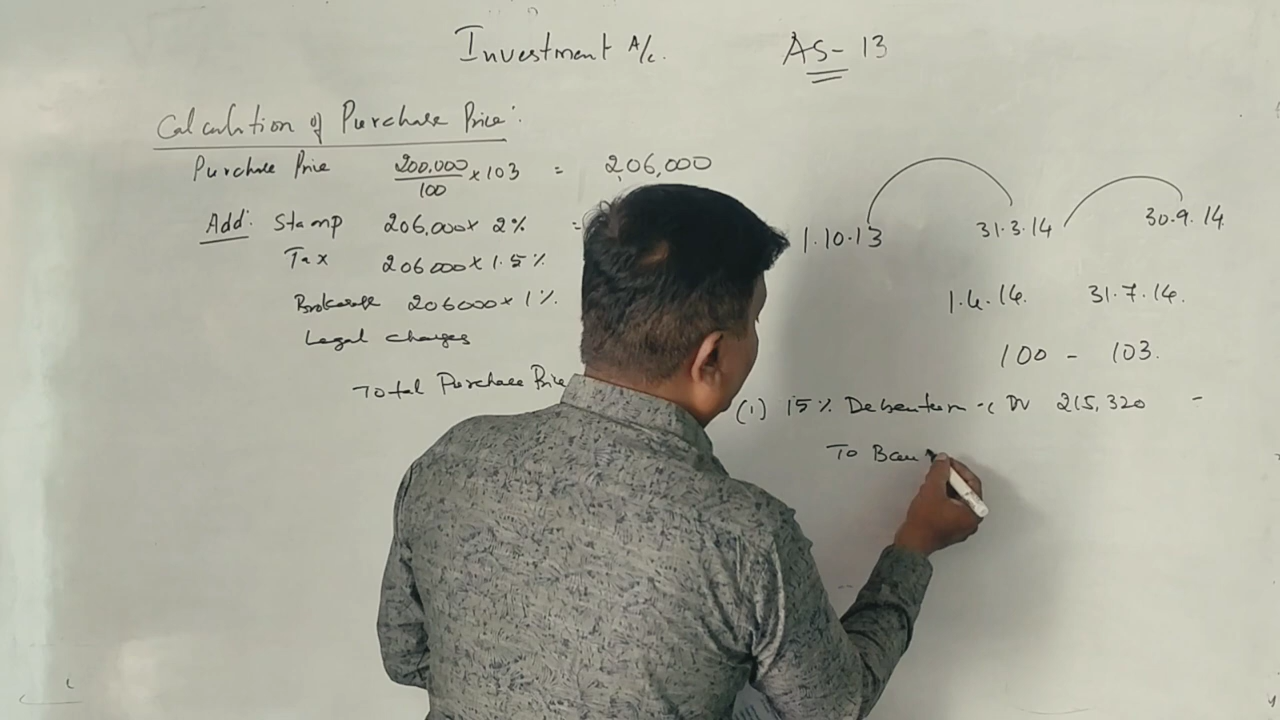 Investment A/c. AS-13
Calculation of Purchase Price:
Purchase Price 200,000/100 x 103 = 2,06,000
Add: Stamp 206,000 x 2% =
Tax 206000 x 1.5%
Brokerage 206000 x 1%
Legal charges
Total Purchase Price
1.10.13 31.3.14 30.9.14
1.4.14. 31.7.14.
100 - 103.
(1) 15% Debenture A/c Dr 215,320 -
To Ban